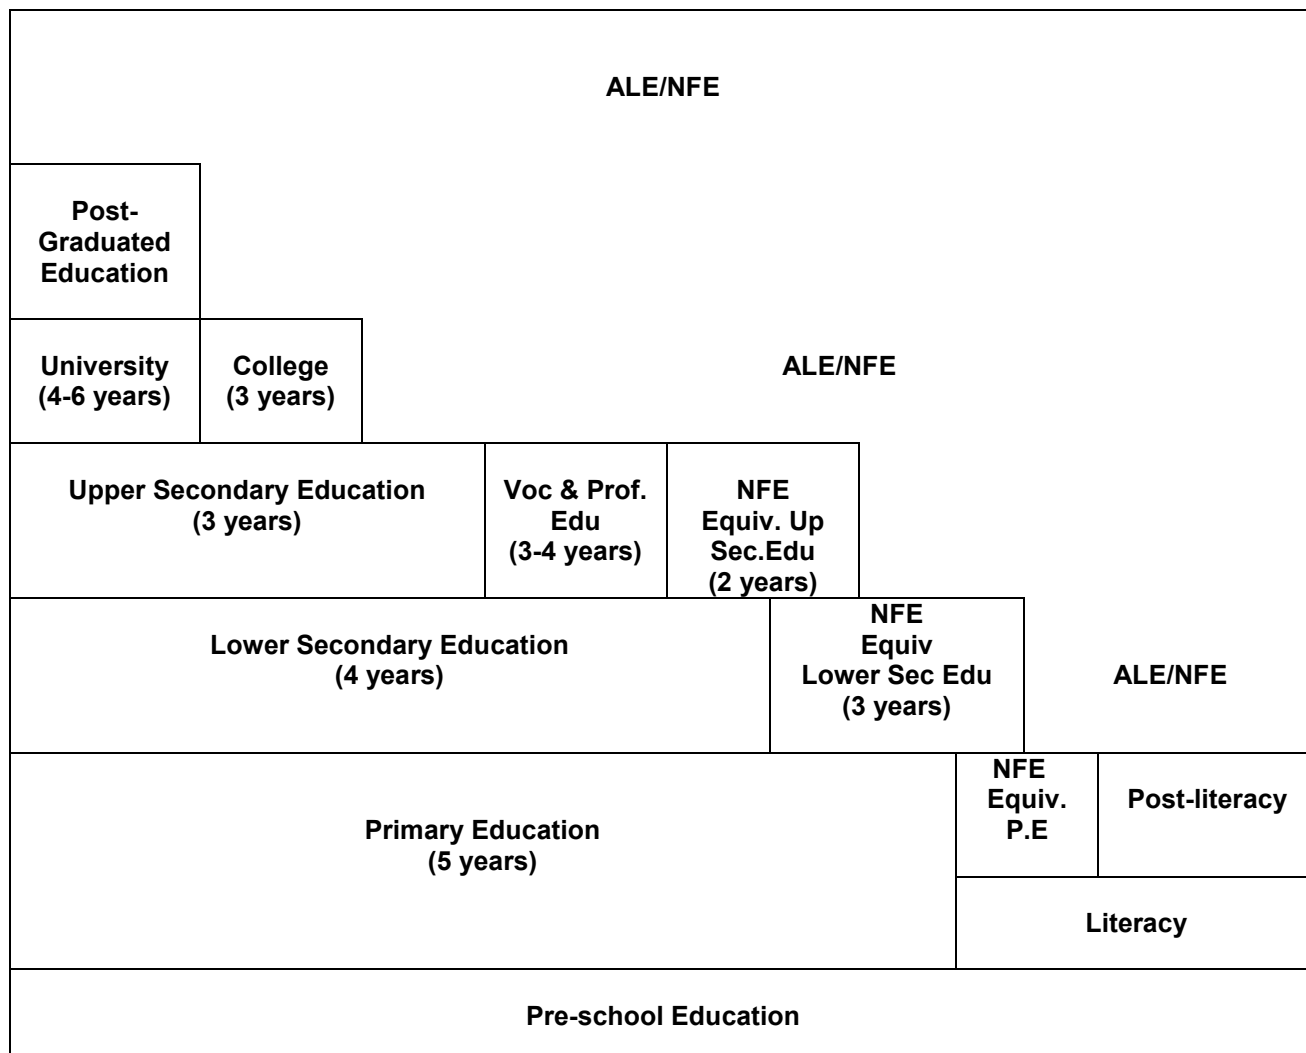 ALE/NFE
Post-
Graduated
Education
University
(4-6 years)
College
(3 years)
ALE/NFE
Upper Secondary Education
(3 years)
Voc & Prof.
Edu
(3-4 years)
NFE
Equiv. Up
Sec.Edu
(2 years)
Lower Secondary Education
(4 years)
NFE
Equiv
Lower Sec Edu
(3 years)
ALE/NFE
Primary Education
(5 years)
NFE
Equiv.
P.E
Post-literacy
Literacy
Pre-school Education